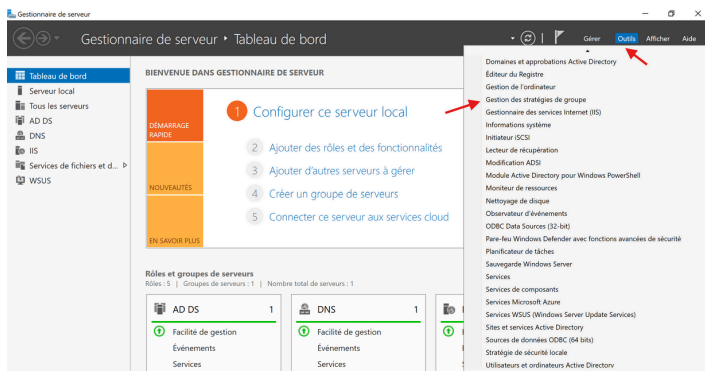 Gestionnaire de serveur
Gestionnaire de serveur ‣ Tableau de bord
Gérer Outils Afficher Aide
Tableau de bord
Serveur local
Tous les serveurs
AD DS
DNS
IIS
Services de fichiers et d...
WSUS
BIENVENUE DANS GESTIONNAIRE DE SERVEUR
DÉMARRAGE
RAPIDE
NOUVEAUTÉS
EN SAVOIR PLUS
1 Configurer ce serveur local
2 Ajouter des rôles et des fonctionnalités
3 Ajouter d'autres serveurs à gérer
4 Créer un groupe de serveurs
5 Connecter ce serveur aux services cloud
Rôles et groupes de serveurs
Rôles : 5 | Groupes de serveurs : 1 | Nombre total de serveurs : 1
AD DS 1
Facilité de gestion
Événements
Services
DNS 1
Facilité de gestion
Événements
Services
Domaines et approbations Active Directory
Éditeur du Registre
Gestion de l'ordinateur
Gestion des stratégies de groupe
Gestionnaire des services Internet (IIS)
Informations système
Initiateur iSCSI
Lecteur de récupération
Modification ADSI
Module Active Directory pour Windows PowerShell
Moniteur de ressources
Nettoyage de disque
Observateur d'événements
ODBC Data Sources (32-bit)
Pare-feu Windows Defender avec fonctions avancées de sécurité
Planificateur de tâches
Sauvegarde Windows Server
Services
Services de composants
Services Microsoft Azure
Services WSUS (Windows Server Update Services)
Sites et services Active Directory
Sources de données ODBC (64 bits)
Stratégie de sécurité locale
Utilisateurs et ordinateurs Active Directory